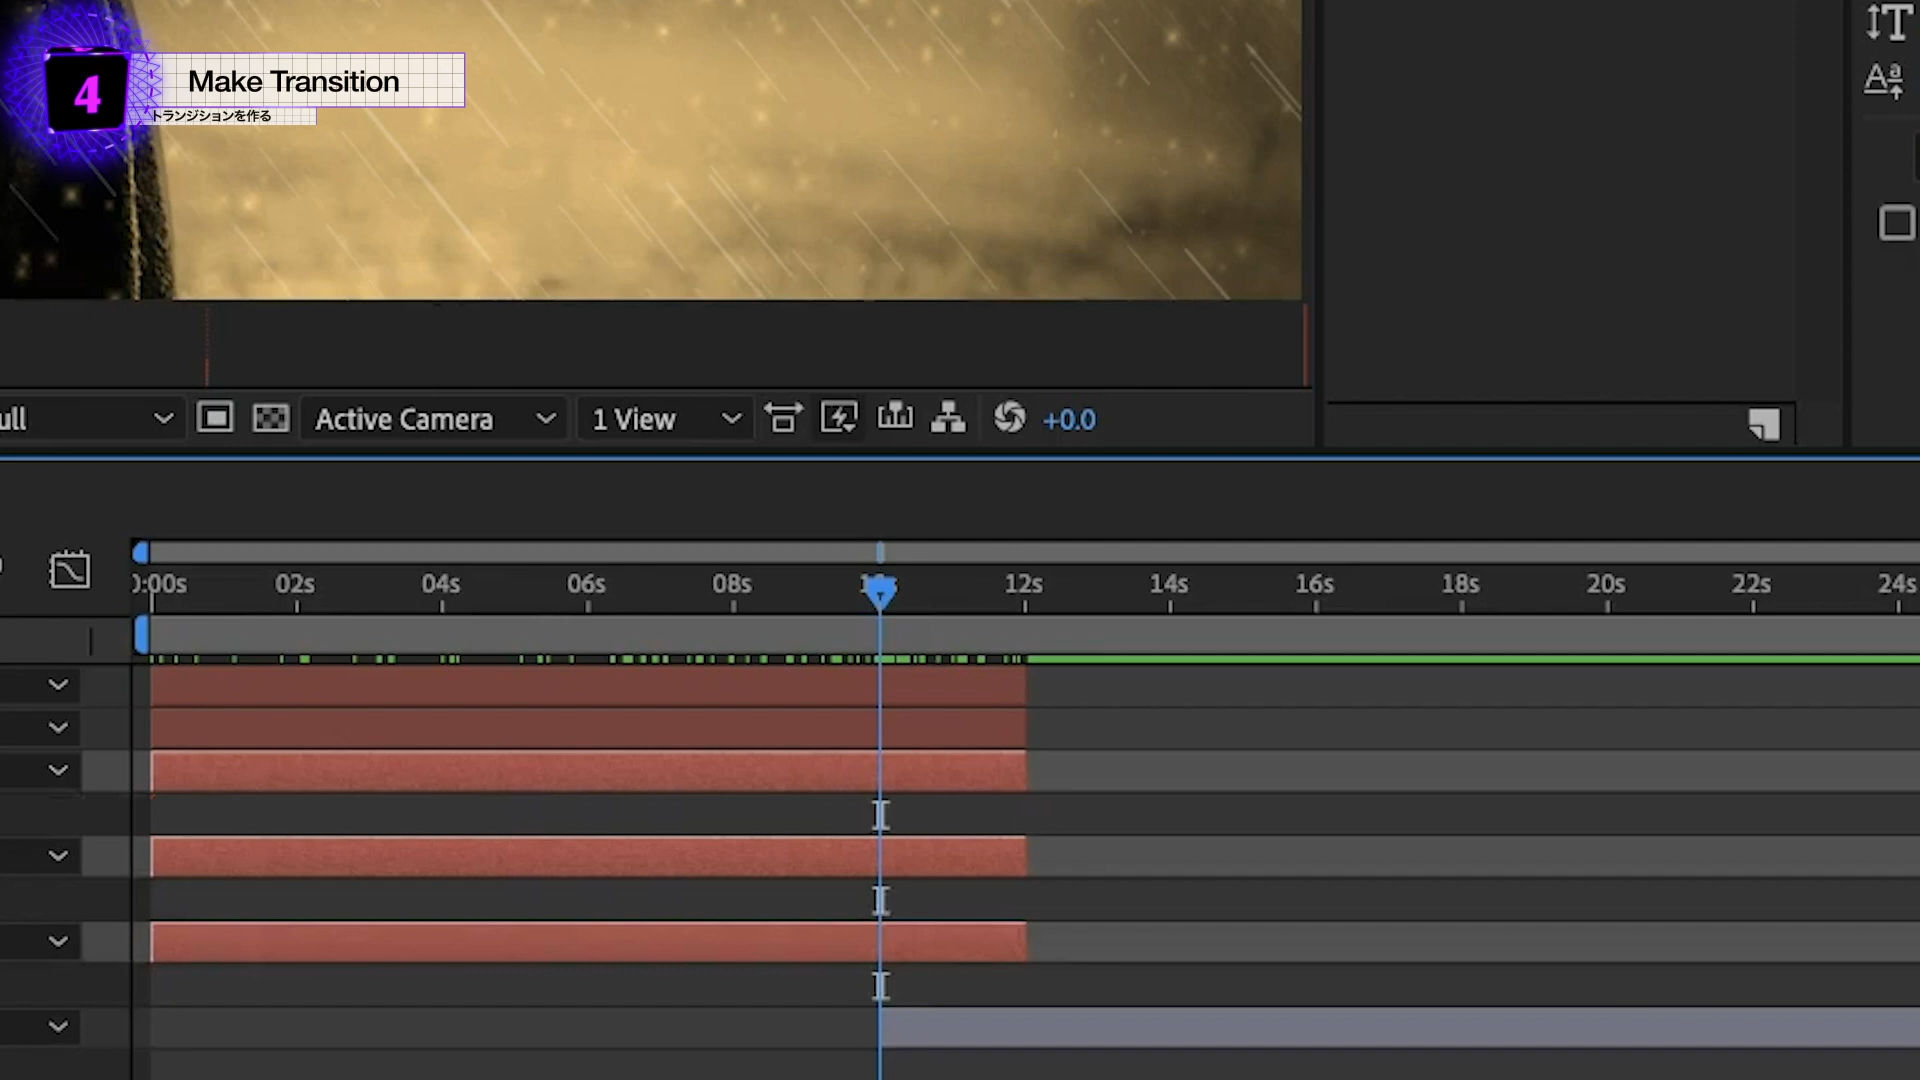 4
Make Transition
トランジションを作る
ull
Active Camera
1 View
+0.0
0:00s 02s 04s 06s 08s 12s 14s 16s 18s 20s 22s 24s